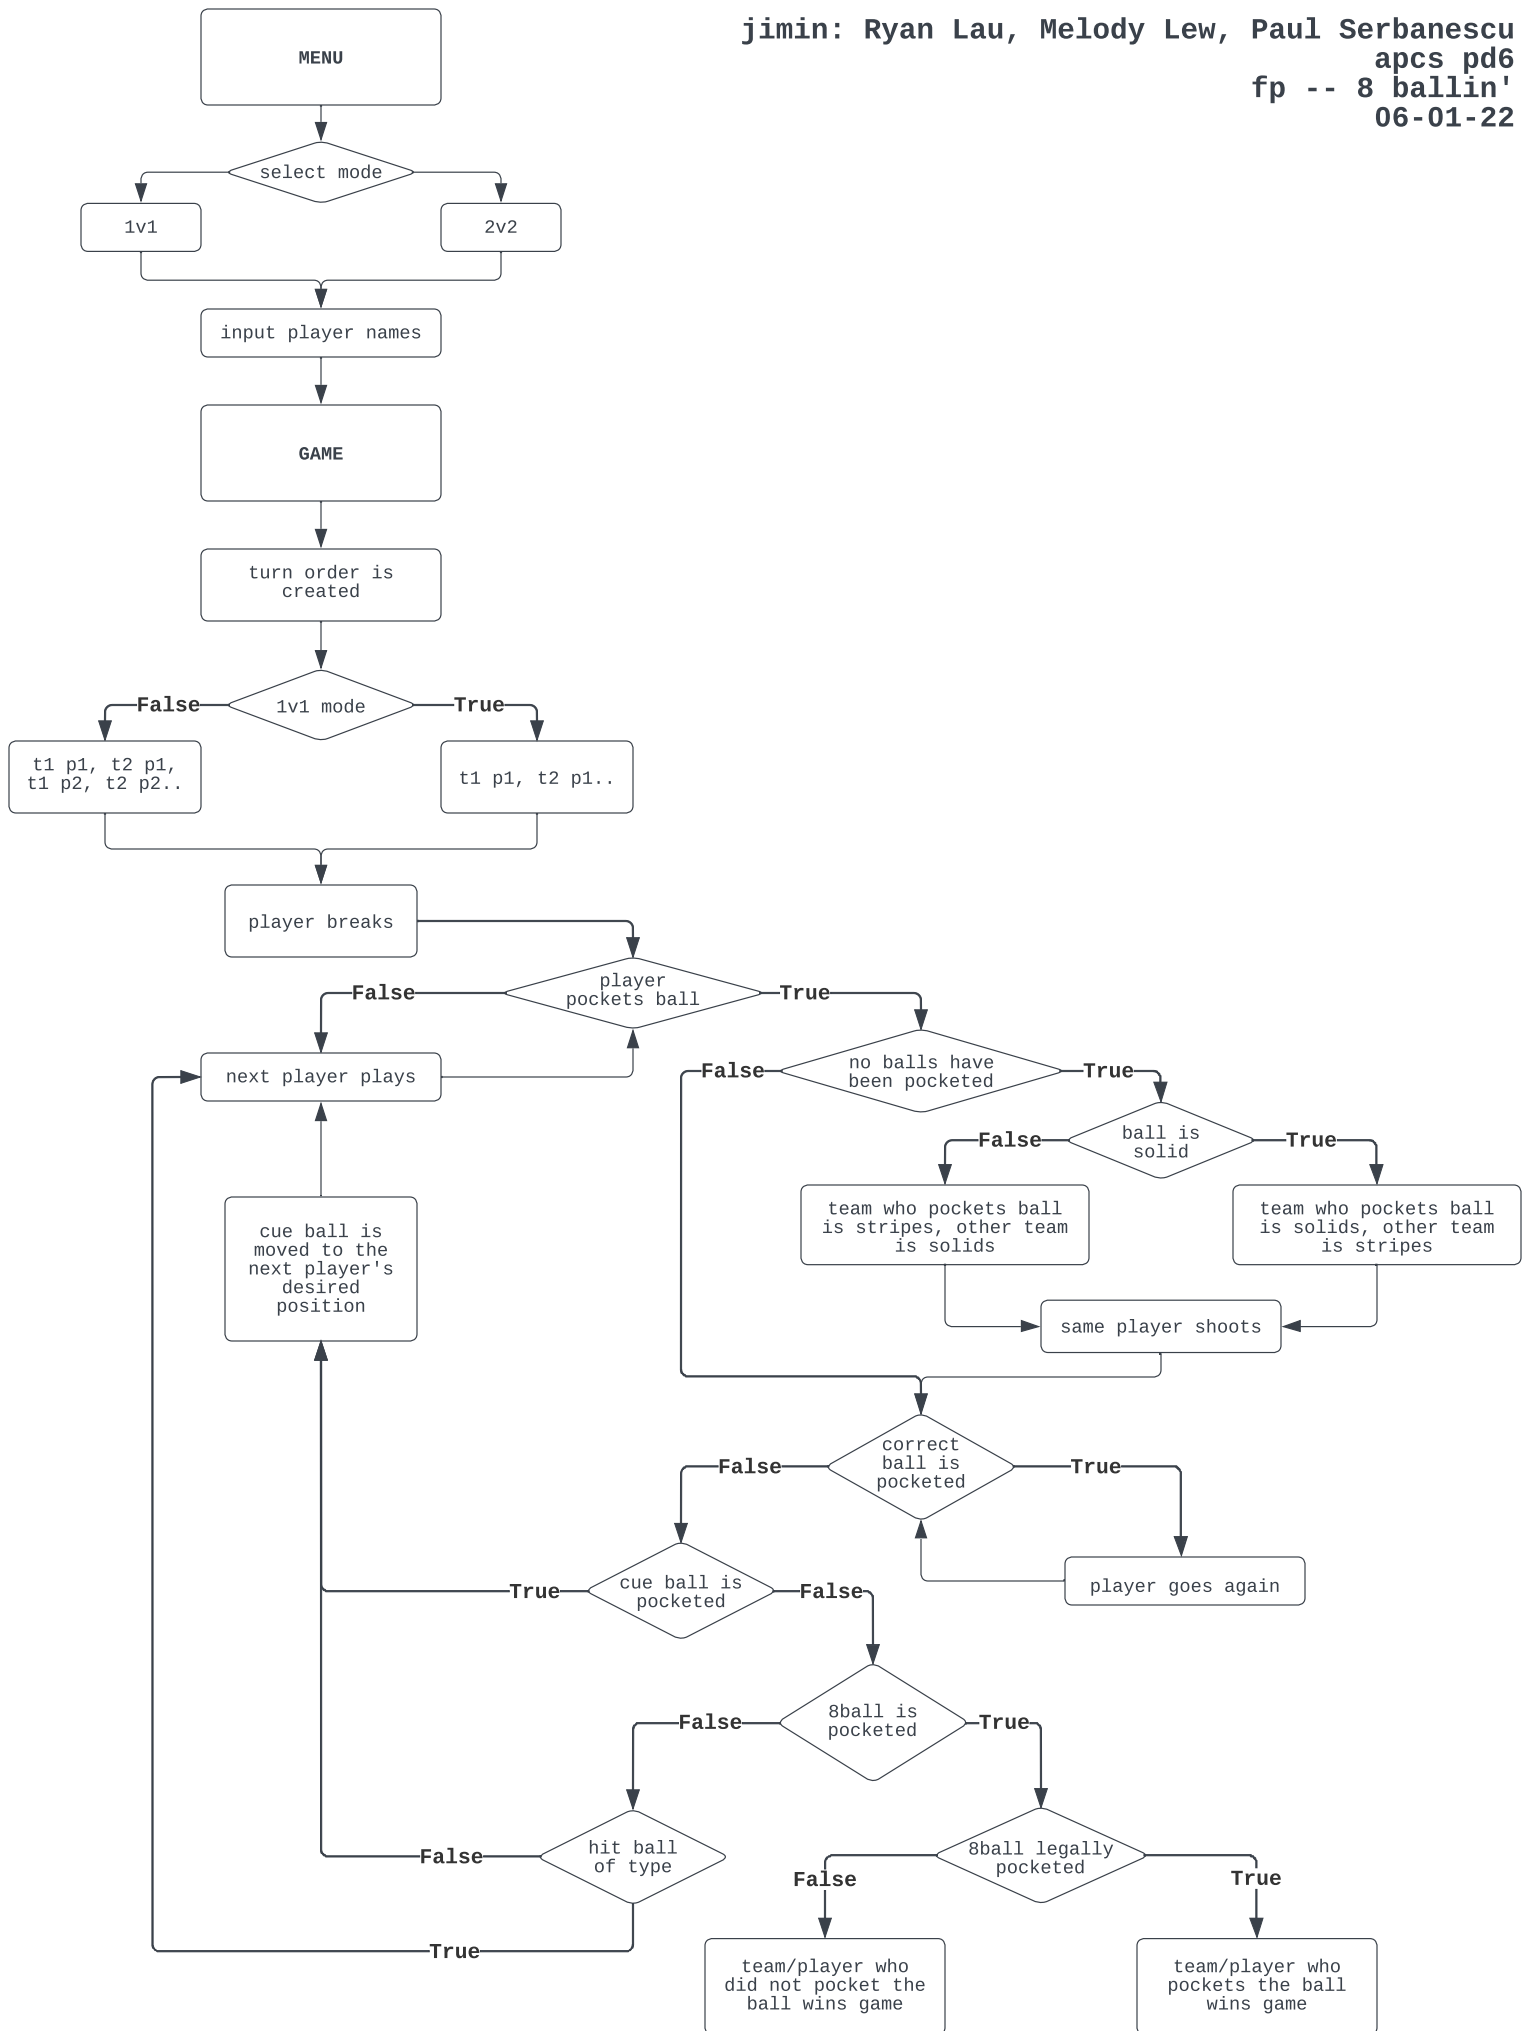 jimin: Ryan Lau, Melody Lew, Paul Serbanescu
apcs pd6
fp -- 8 ballin'
06-01-22
MENU
select mode
1v1
2v2
input player names
GAME
turn order is
created
1v1 mode
False
True
t1 p1, t2 p1,
t1 p2, t2 p2..
t1 p1, t2 p1..
player breaks
player
pockets ball
False
True
next player plays
no balls have
been pocketed
False
True
ball is
solid
False
True
team who pockets ball
is stripes, other team
is solids
team who pockets ball
is solids, other team
is stripes
cue ball is
moved to the
next player's
desired
position
same player shoots
correct
ball is
pocketed
False
True
player goes again
cue ball is
pocketed
True
False
8ball is
pocketed
False
True
hit ball
of type
False
True
8ball legally
pocketed
False
True
team/player who
did not pocket the
ball wins game
team/player who
pockets the ball
wins game